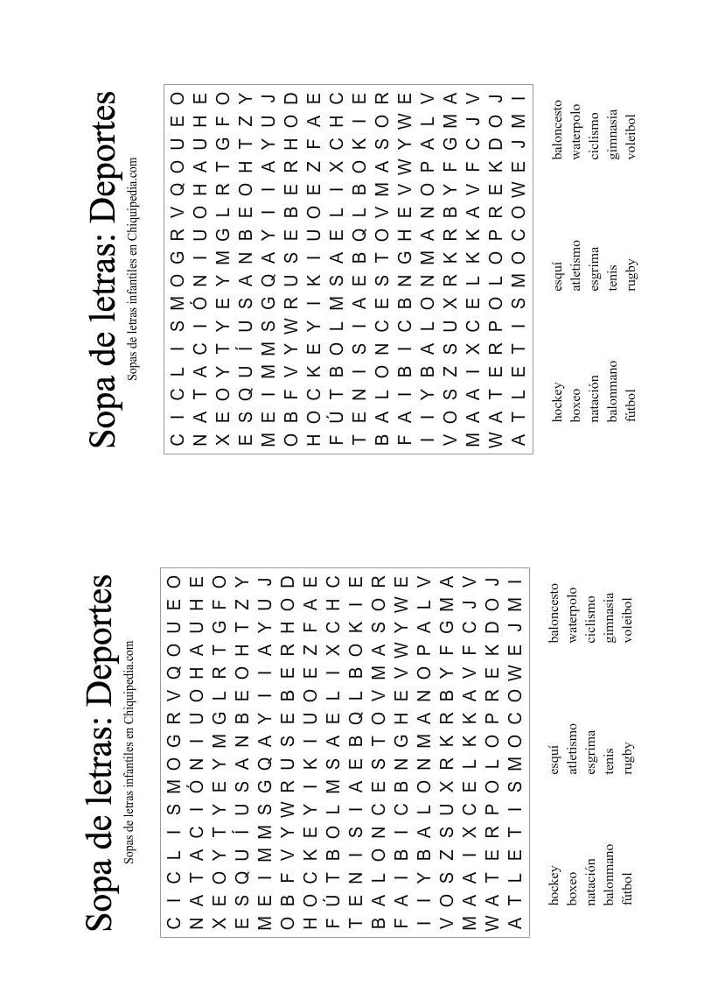 Sopa de letras: Deportes
Sopas de letras infantiles en Chiquipedia.com
C I C L I S M O G R V Q O U E O
N A T A C I Ó N I U O H A U H E
X E O Y T Y E Y M G L R T G F O
E S Q U Í U S A N B E O H T Z Y
M E I M M S G Q A Y I I A Y U J
O B F V Y W R U S E B E R H O D
H O C K E Y I K I U O E Z F A E
F Ú T B O L M S A E L I X C H C
T E N I S I A E B Q L B O K I E
B A L O N C E S T O V M A S O R
F A I B I C B N G H E V W Y W E
I I Y B A L O N M A N O P A L V
V O S Z S U X R K R B Y F G M A
M A A I X C E L K K A V F C J V
W A T E R P O L O P R E K D O J
A T L E T I S M O C O W E J M I
hockey esquí baloncesto
boxeo atletismo waterpolo
natación esgrima ciclismo
balonmano tenis gimnasia
fútbol rugby voleibol
Sopa de letras: Deportes
Sopas de letras infantiles en Chiquipedia.com
C I C L I S M O G R V Q O U E O
N A T A C I Ó N I U O H A U H E
X E O Y T Y E Y M G L R T G F O
E S Q U Í U S A N B E O H T Z Y
M E I M M S G Q A Y I I A Y U J
O B F V Y W R U S E B E R H O D
H O C K E Y I K I U O E Z F A E
F Ú T B O L M S A E L I X C H C
T E N I S I A E B Q L B O K I E
B A L O N C E S T O V M A S O R
F A I B I C B N G H E V W Y W E
I I Y B A L O N M A N O P A L V
V O S Z S U X R K R B Y F G M A
M A A I X C E L K K A V F C J V
W A T E R P O L O P R E K D O J
A T L E T I S M O C O W E J M I
hockey esquí baloncesto
boxeo atletismo waterpolo
natación esgrima ciclismo
balonmano tenis gimnasia
fútbol rugby voleibol